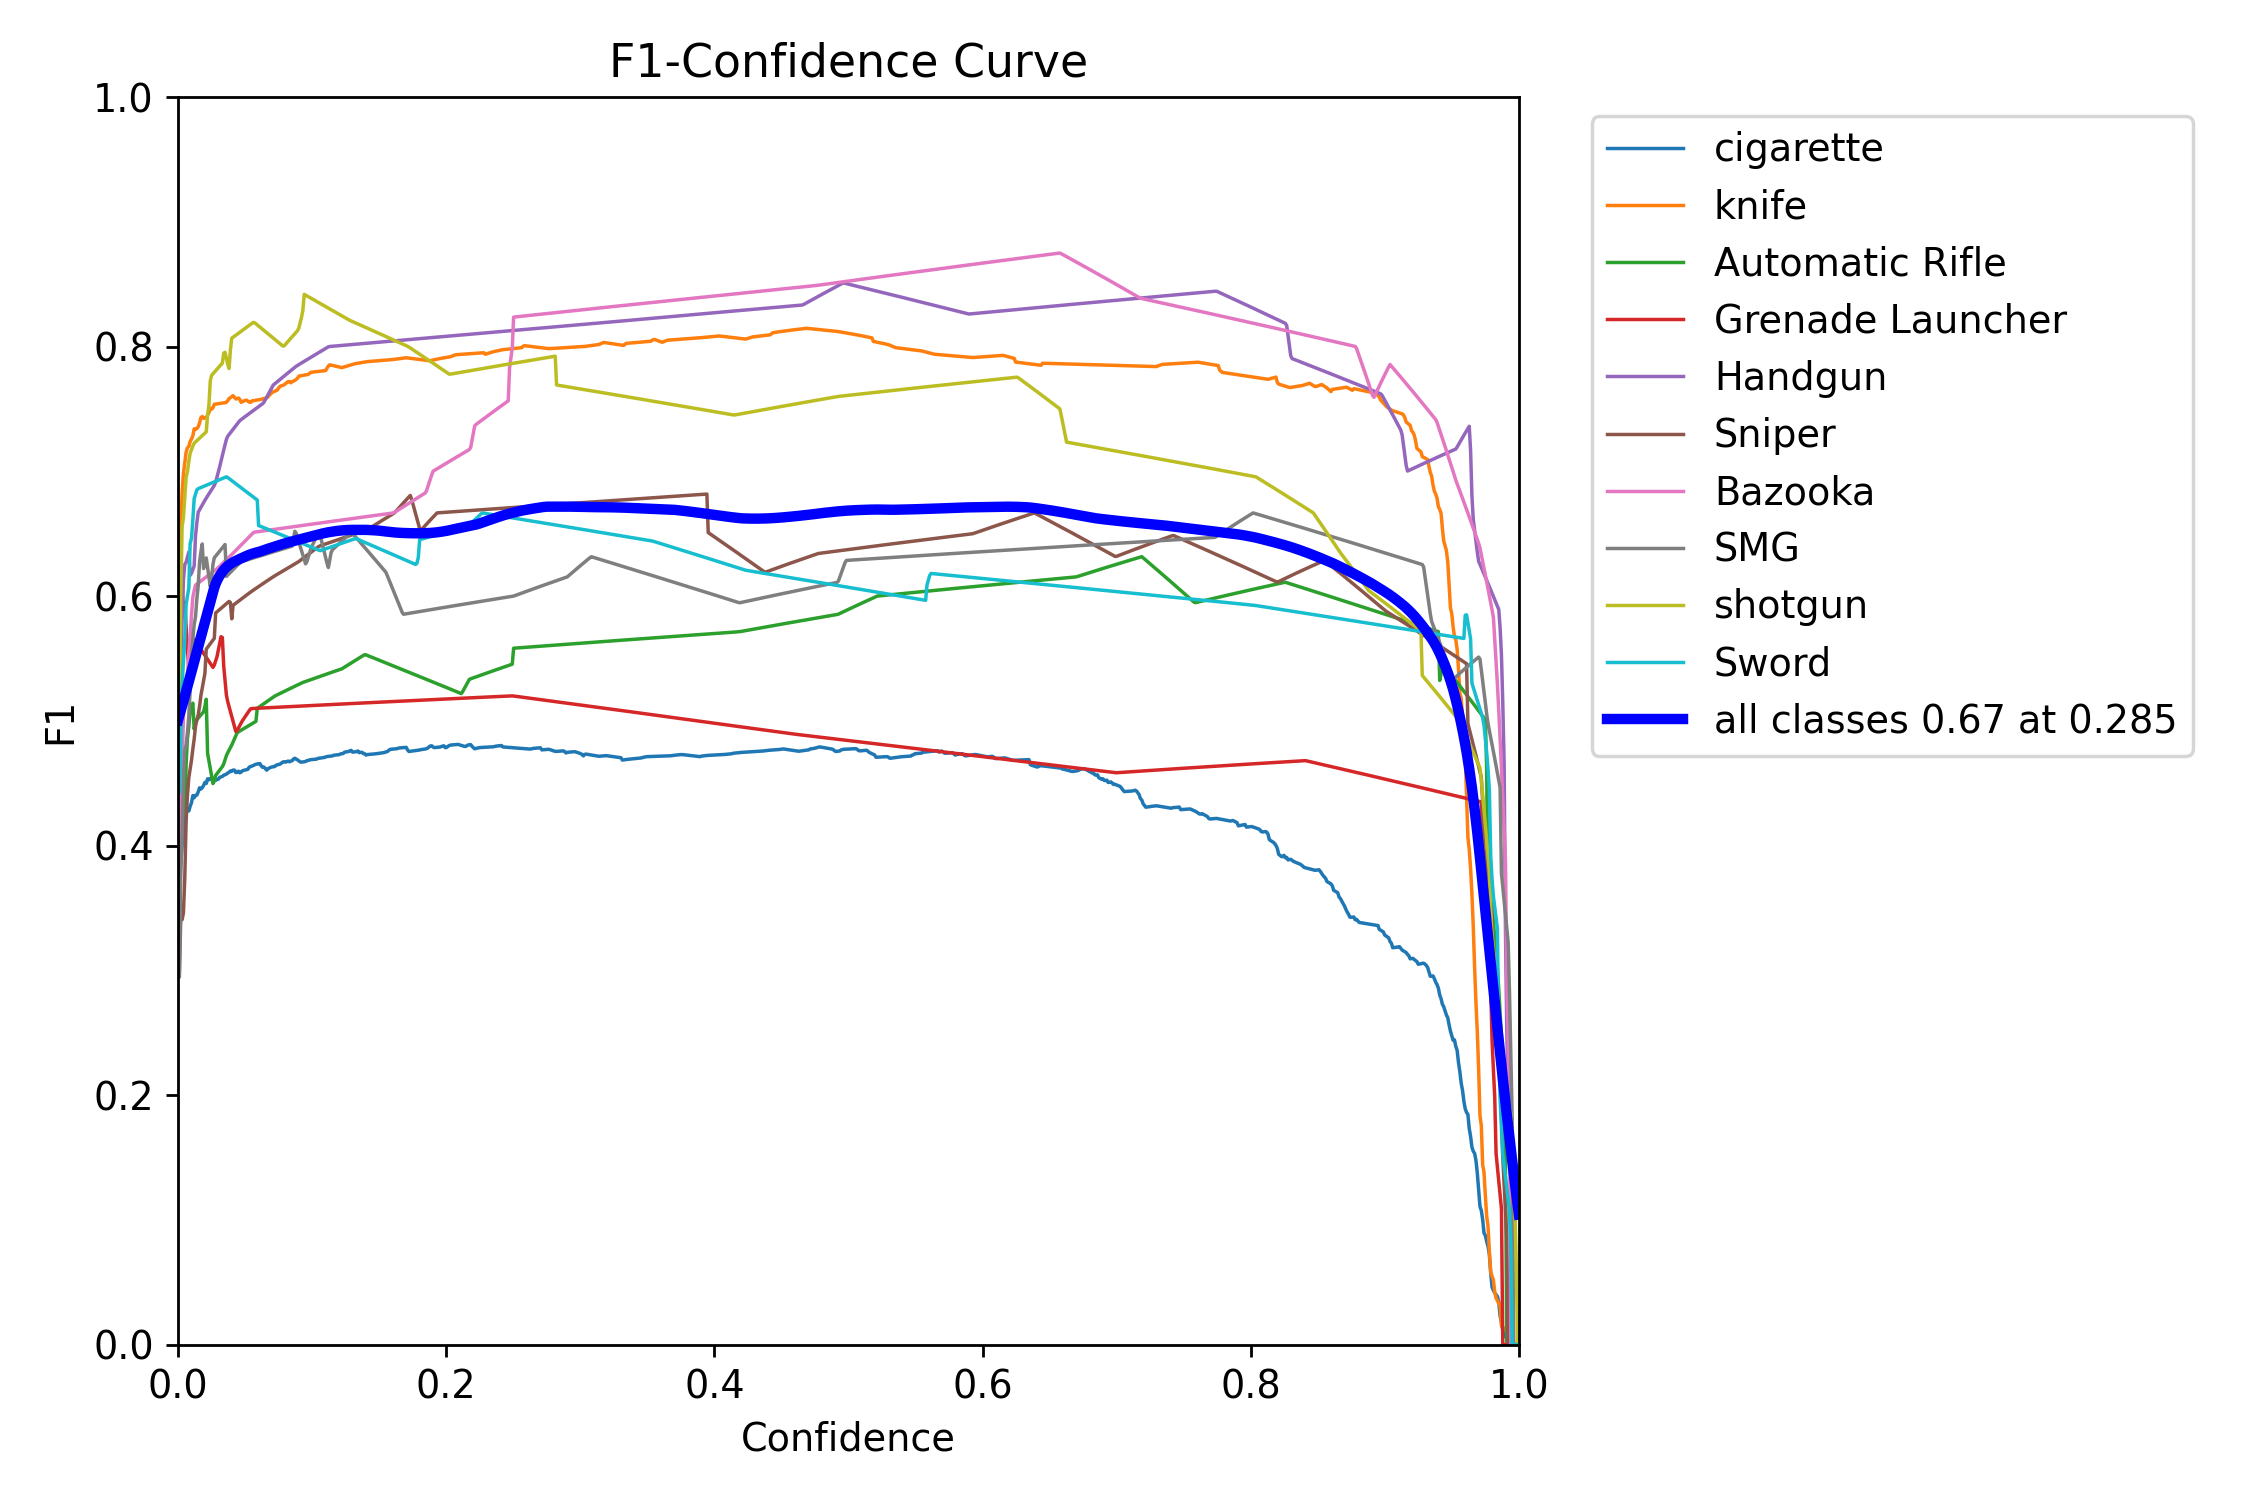 F1-Confidence Curve
1.0
0.8
0.6
0.4
0.2
0.0
F1
0.0 0.2 0.4 0.6 0.8 1.0
Confidence
cigarette
knife
Automatic Rifle
Grenade Launcher
Handgun
Sniper
Bazooka
SMG
shotgun
Sword
all classes 0.67 at 0.285